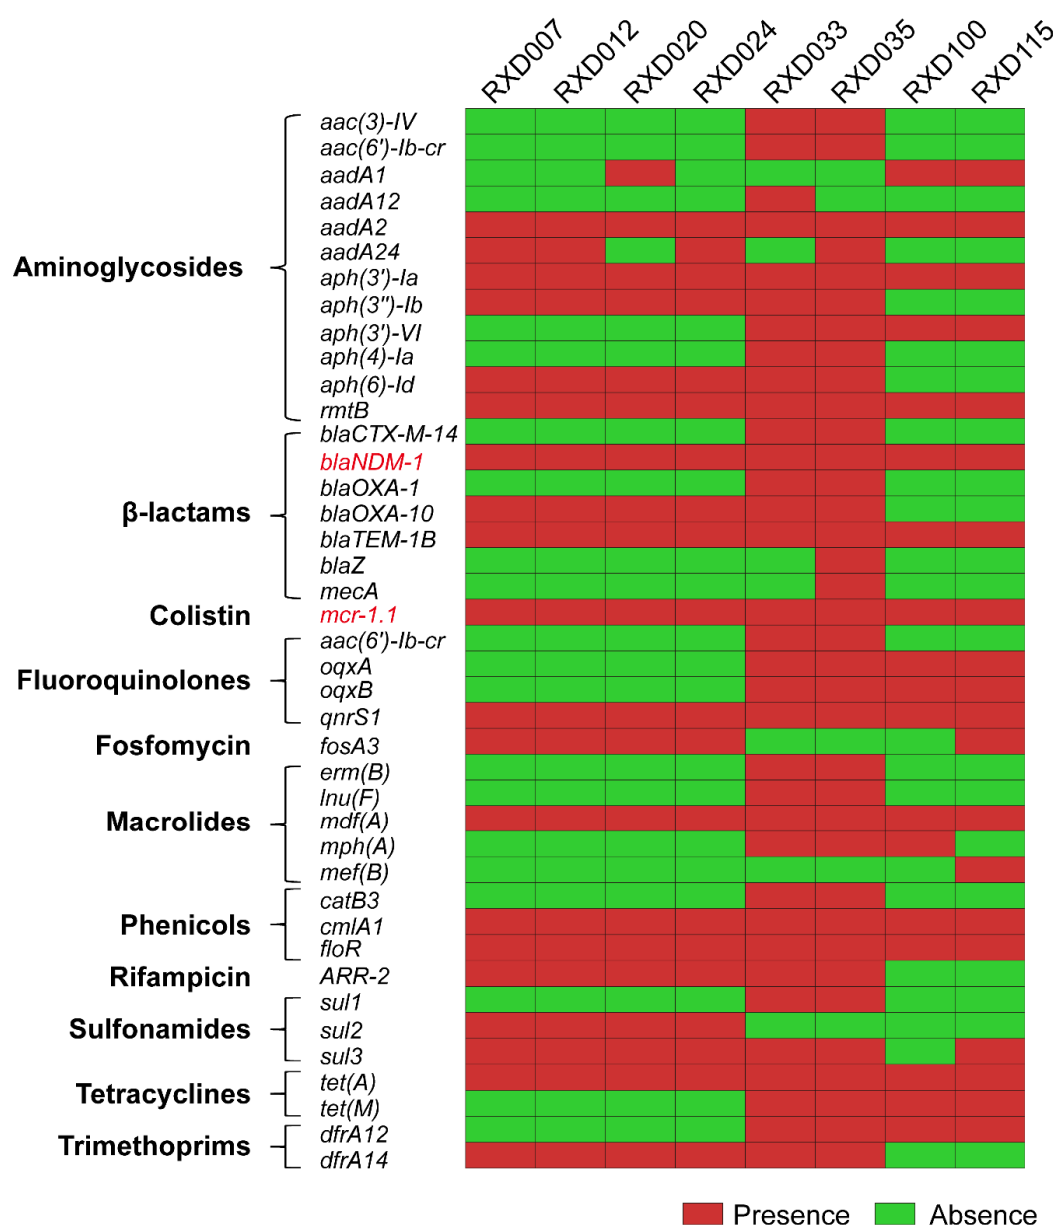 RXD007 RXD012 RXD020 RXD024 RXD033 RXD035 RXD100 RXD115
Aminoglycosides
aac(3)-IV
aac(6')-Ib-cr
aadA1
aadA12
aadA2
aadA24
aph(3')-Ia
aph(3'')-Ib
aph(3')-VI
aph(4)-Ia
aph(6)-Id
rmtB
β-lactams
blaCTX-M-14
blaNDM-1
blaOXA-1
blaOXA-10
blaTEM-1B
blaZ
mecA
Colistin
mcr-1.1
Fluoroquinolones
aac(6')-Ib-cr
oqxA
oqxB
qnrS1
Fosfomycin
fosA3
Macrolides
erm(B)
lnu(F)
mdf(A)
mph(A)
mef(B)
Phenicols
catB3
cmlA1
floR
Rifampicin
ARR-2
Sulfonamides
sul1
sul2
sul3
Tetracyclines
tet(A)
tet(M)
Trimethoprims
dfrA12
dfrA14
Presence Absence